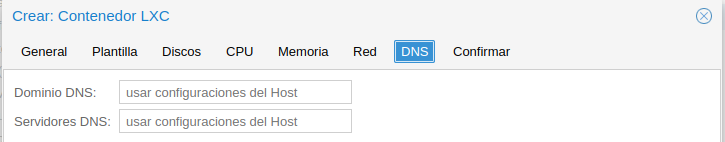 Crear: Contenedor LXC
General Plantilla Discos CPU Memoria Red DNS Confirmar
Dominio DNS: usar configuraciones del Host
Servidores DNS: usar configuraciones del Host